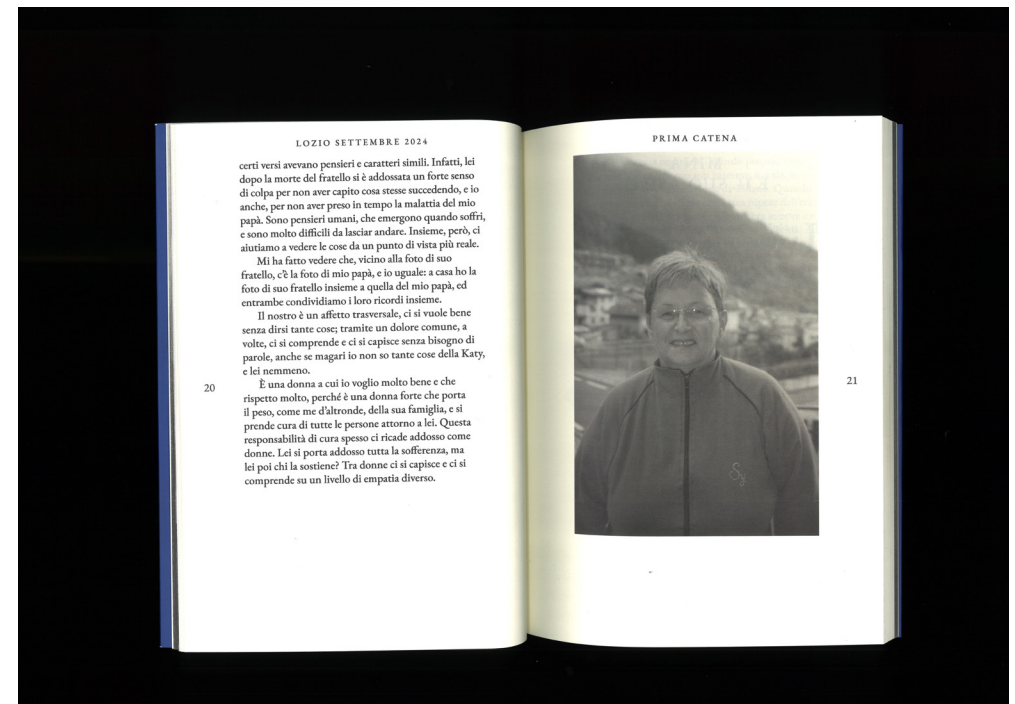 LOZIO SETTEMBRE 2024
certi versi avevano pensieri e caratteri simili. Infatti, lei
dopo la morte del fratello si è addossata un forte senso
di colpa per non aver capito cosa stesse succedendo, e io
anche, per non aver preso in tempo la malattia del mio
papà. Sono pensieri umani, che emergono quando soffri,
e sono molto difficili da lasciar andare. Insieme, però, ci
aiutiamo a vedere le cose da un punto di vista più reale.
Mi ha fatto vedere che, vicino alla foto di suo
fratello, c'è la foto di mio papà, e io uguale: a casa ho la
foto di suo fratello insieme a quella del mio papà, ed
entrambe condividiamo i loro ricordi insieme.
Il nostro è un affetto trasversale, ci si vuole bene
senza dirsi tante cose; tramite un dolore comune, a
volte, ci si comprende e ci si capisce senza bisogno di
parole, anche se magari io non so tante cose della Katy,
e lei nemmeno.
È una donna a cui io voglio molto bene e che
rispetto molto, perché è una donna forte che porta
il peso, come me d'altronde, della sua famiglia, e si
prende cura di tutte le persone attorno a lei. Questa
responsabilità di cura spesso ci ricade addosso come
donne. Lei si porta addosso tutta la sofferenza, ma
lei poi chi la sostiene? Tra donne ci si capisce e ci si
comprende su un livello di empatia diverso.
20
PRIMA CATENA
21